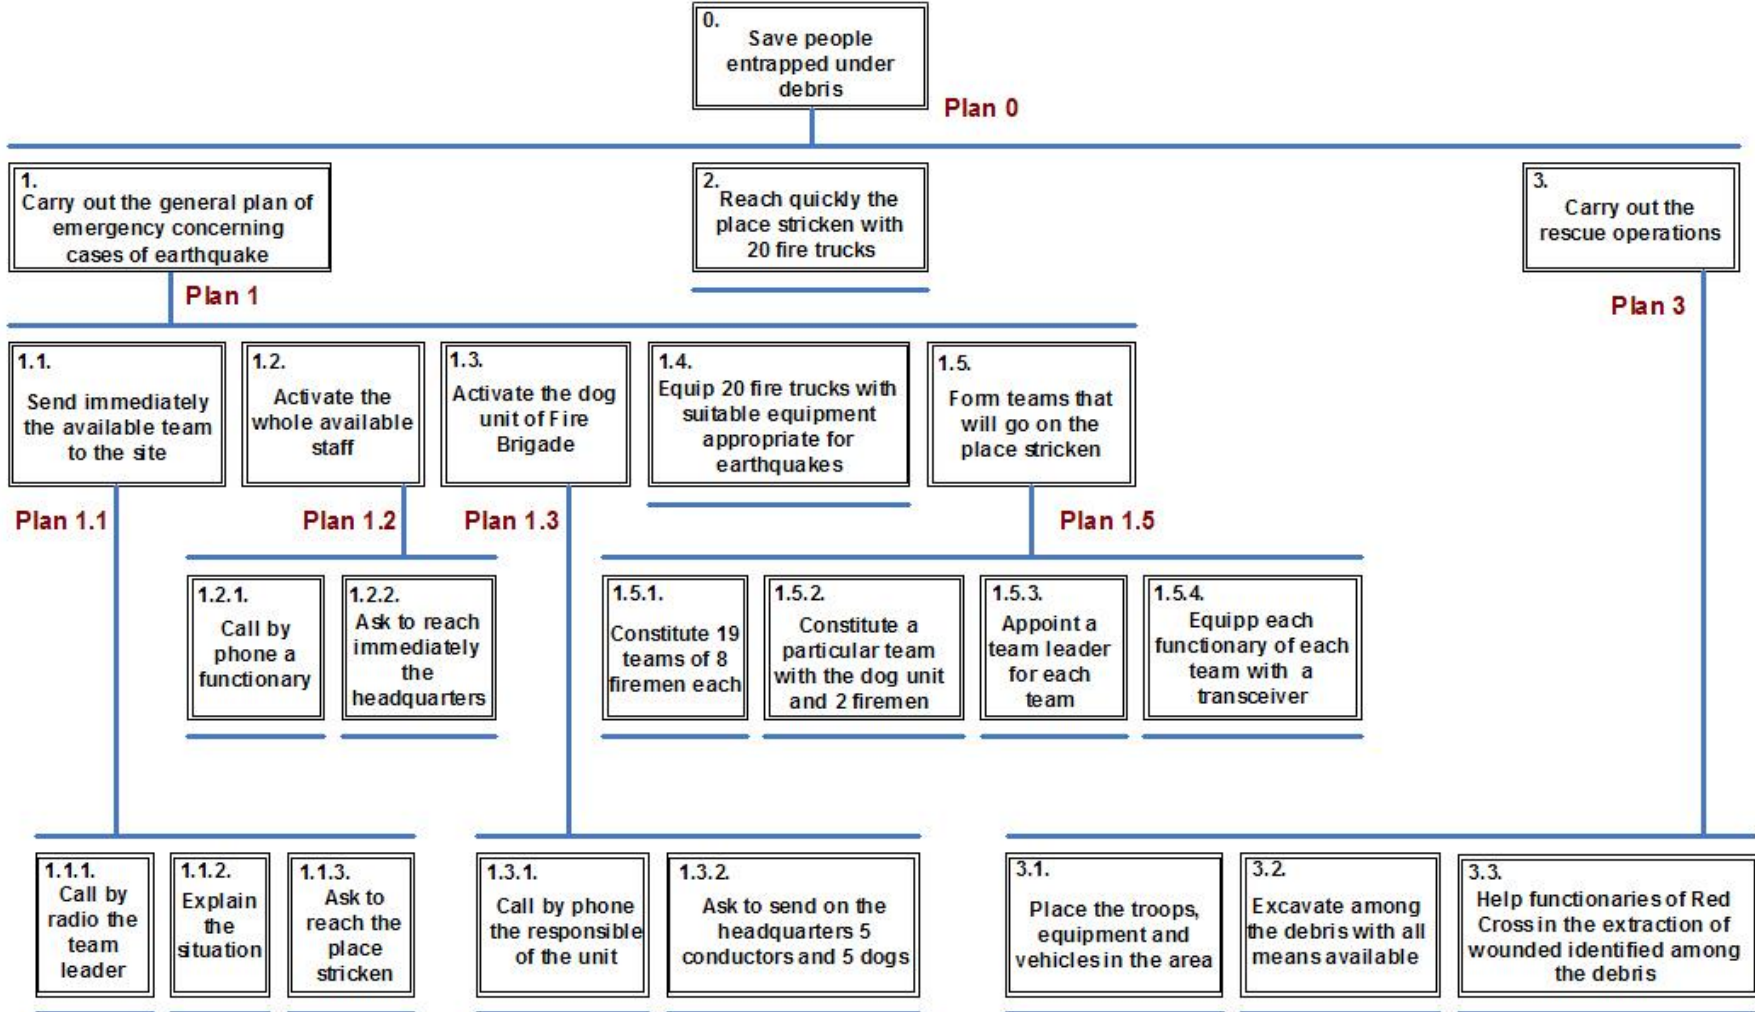 0.
Save people
entrapped under
debris
Plan 0
1.
Carry out the general plan of
emergency concerning
cases of earthquake
2.
Reach quickly the
place stricken with
20 fire trucks
3.
Carry out the
rescue operations
Plan 1
Plan 3
1.1.
Send immediately
the available team
to the site
1.2.
Activate the
whole available
staff
1.3.
Activate the dog
unit of Fire
Brigade
1.4.
Equip 20 fire trucks with
suitable equipment
appropriate for
earthquakes
1.5.
Form teams that
will go on the
place stricken
Plan 1.1
Plan 1.2
Plan 1.3
Plan 1.5
1.2.1.
Call by
phone a
functionary
1.2.2.
Ask to reach
immediately
the
headquarters
1.5.1.
Constitute 19
teams of 8
firemen each
1.5.2.
Constitute a
particular team
with the dog unit
and 2 firemen
1.5.3.
Appoint a
team leader
for each
team
1.5.4.
Equipp each
functionary of each
team with a
transceiver
1.1.1.
Call by
radio the
team
leader
1.1.2.
Explain
the
situation
1.1.3.
Ask to
reach the
place
stricken
1.3.1.
Call by phone
the responsible
of the unit
1.3.2.
Ask to send on the
headquarters 5
conductors and 5 dogs
3.1.
Place the troops,
equipment and
vehicles in the area
3.2.
Excavate among
the debris with all
means available
3.3.
Help functionaries of Red
Cross in the extraction of
wounded identified among
the debris